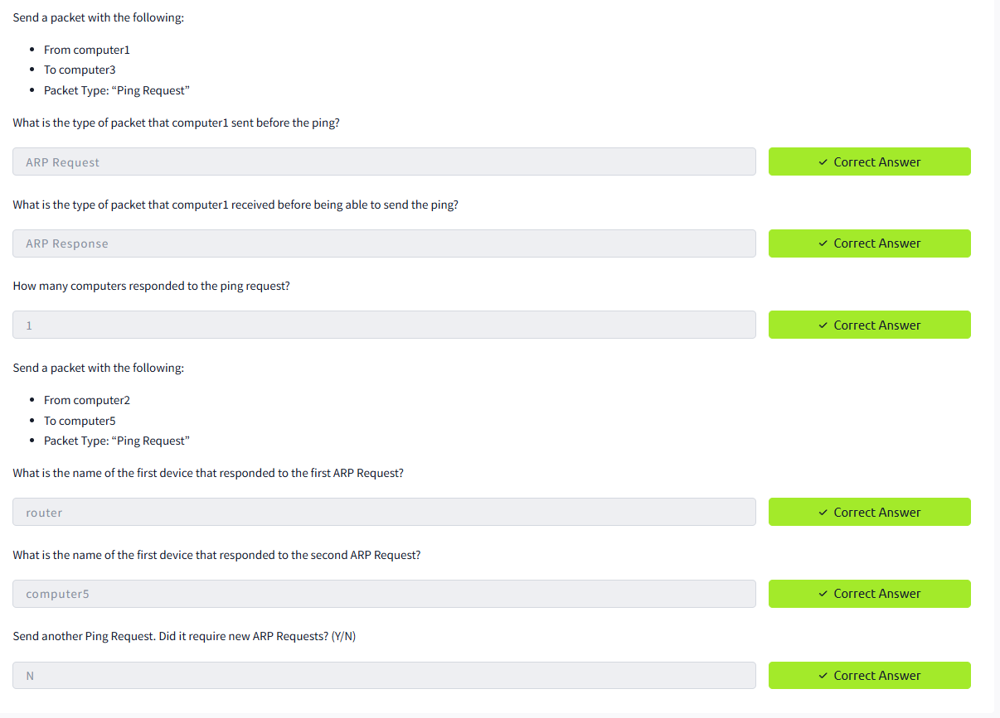 Send a packet with the following:
• From computer1
• To computer3
• Packet Type: “Ping Request”
What is the type of packet that computer1 sent before the ping?
ARP Request
✓ Correct Answer
What is the type of packet that computer1 received before being able to send the ping?
ARP Response
✓ Correct Answer
How many computers responded to the ping request?
1
✓ Correct Answer
Send a packet with the following:
• From computer2
• To computer5
• Packet Type: “Ping Request”
What is the name of the first device that responded to the first ARP Request?
router
✓ Correct Answer
What is the name of the first device that responded to the second ARP Request?
computer5
✓ Correct Answer
Send another Ping Request. Did it require new ARP Requests? (Y/N)
N
✓ Correct Answer